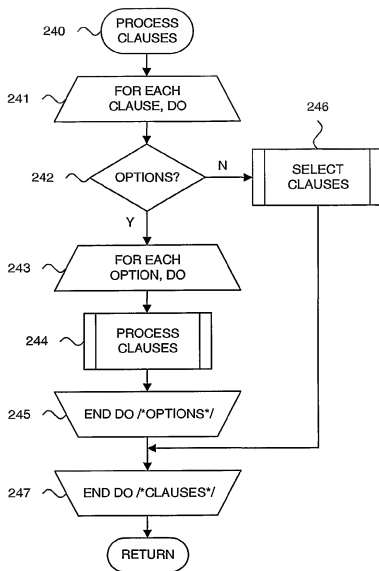 240
PROCESS
CLAUSES
241
FOR EACH
CLAUSE, DO
246
242
OPTIONS?
N
SELECT
CLAUSES
Y
243
FOR EACH
OPTION, DO
244
PROCESS
CLAUSES
245
END DO /*OPTIONS*/
247
END DO /*CLAUSES*/
RETURN